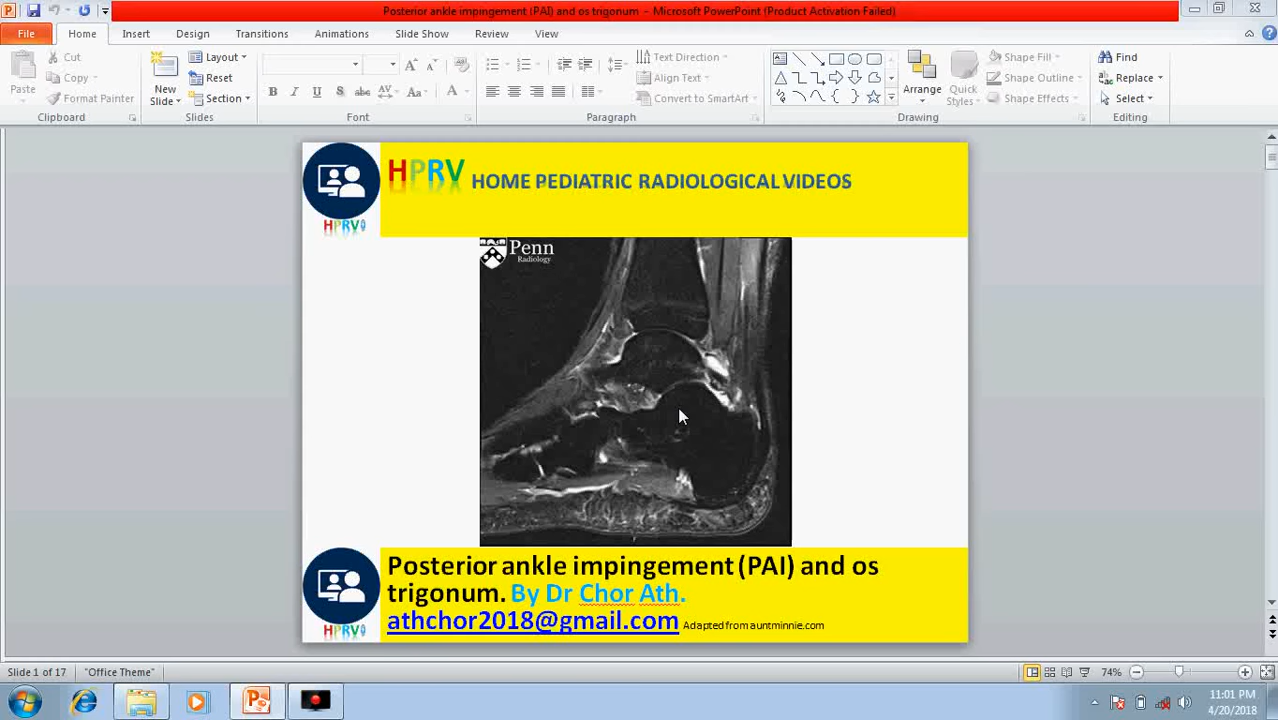 Posterior ankle impingement (PAI) and os trigonum - Microsoft PowerPoint (Product Activation Failed)
File Home Insert Design Transitions Animations Slide Show Review View
Paste
Cut
Copy
Format Painter
Clipboard
New Slide
Layout
Reset
Section
Slides
B I U S abc AV Aa A
Font
Text Direction
Align Text
Convert to SmartArt
Paragraph
Arrange
Quick Styles
Shape Fill
Shape Outline
Shape Effects
Drawing
Find
Replace
Select
Editing
HPRV HOME PEDIATRIC RADIOLOGICAL VIDEOS
HPRV
Penn
Radiology
Posterior ankle impingement (PAI) and os
trigonum. By Dr Chor Ath.
athchor2018@gmail.com Adapted from auntminnie.com
HPRV
Slide 1 of 17 "Office Theme" 74%
11:01 PM
4/20/2018